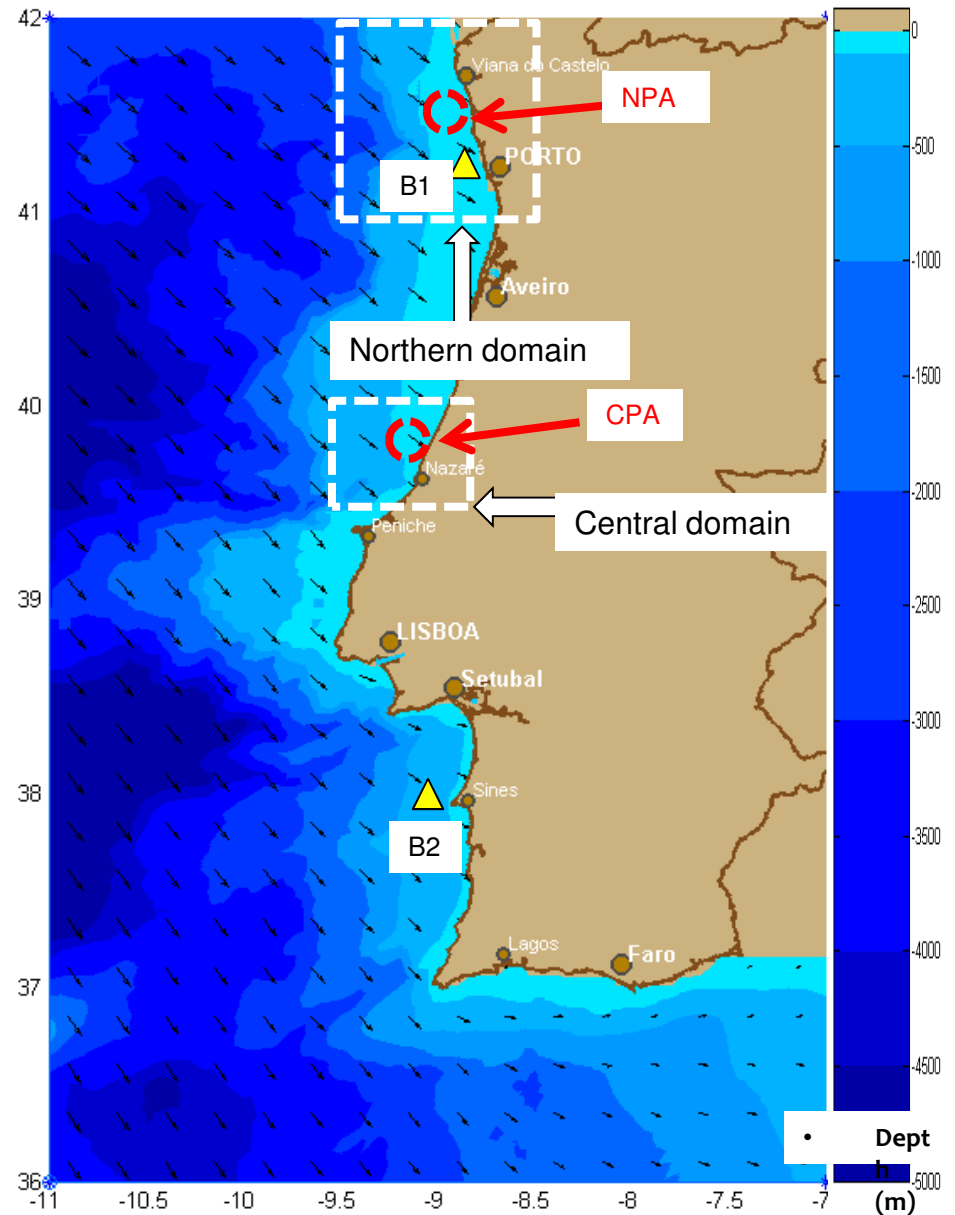 42
Viana do Castelo
NPA
PORTO
B1
41
Aveiro
Northern domain
40
CPA
Nazaré
Central domain
Peniche
39
LISBOA
Setubal
38
Sines
B2
Lagos
Faro
37
36
-11
-10.5
-10
-9.5
-9
-8.5
-8
-7.5
-7
0
-500
-1000
-1500
-2000
-2500
-3000
-3500
-4000
-4500
-5000
• Dept
h
(m)